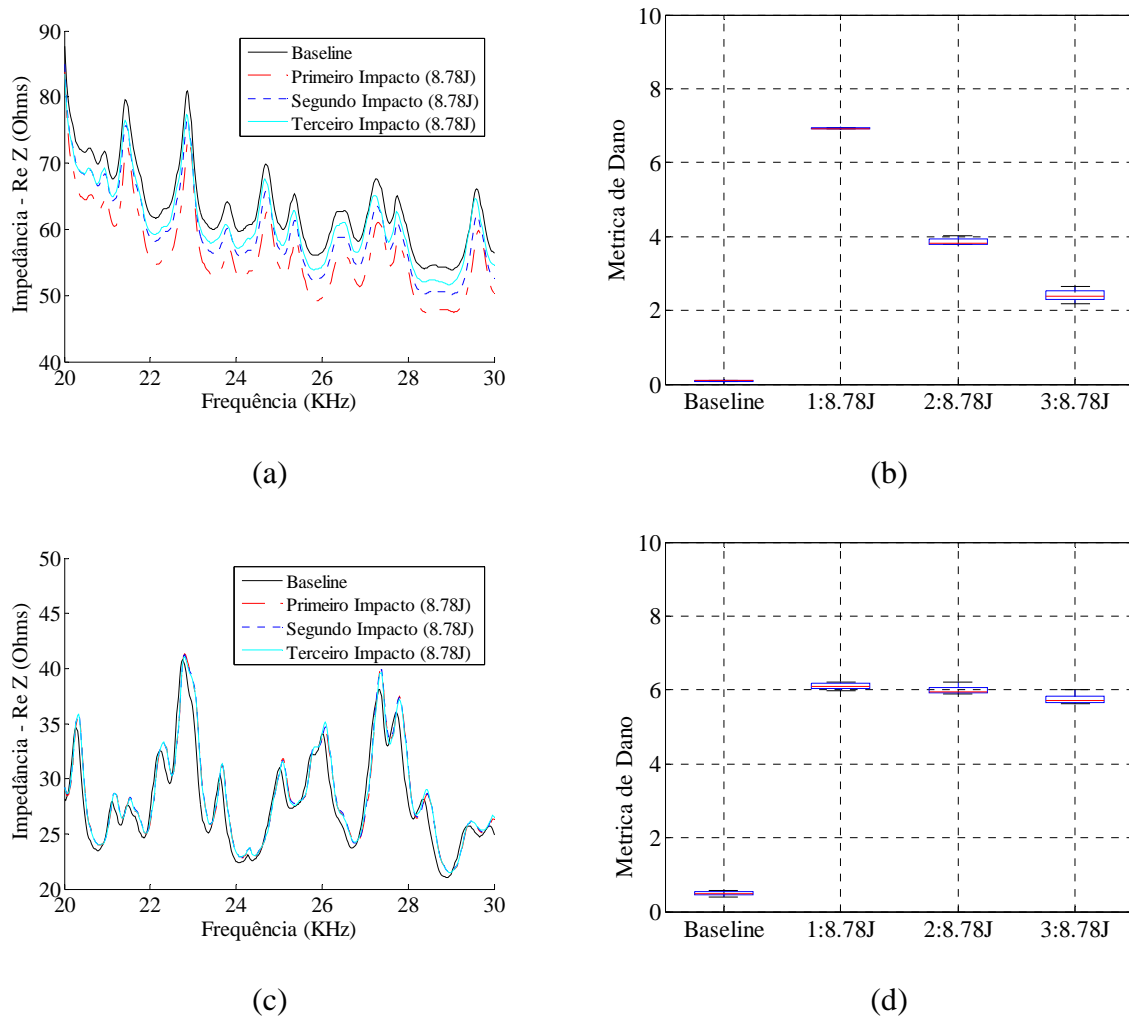 90
80
70
60
50
40
20
22
24
26
28
30
Impedância - Re Z (Ohms)
Frequência (KHz)
Baseline
Primeiro Impacto (8.78J)
Segundo Impacto (8.78J)
Terceiro Impacto (8.78J)
(a)
10
8
6
4
2
0
Metrica de Dano
Baseline
1:8.78J
2:8.78J
3:8.78J
(b)
50
45
40
35
30
25
20
20
22
24
26
28
30
Impedância - Re Z (Ohms)
Frequência (KHz)
Baseline
Primeiro Impacto (8.78J)
Segundo Impacto (8.78J)
Terceiro Impacto (8.78J)
(c)
10
8
6
4
2
0
Metrica de Dano
Baseline
1:8.78J
2:8.78J
3:8.78J
(d)